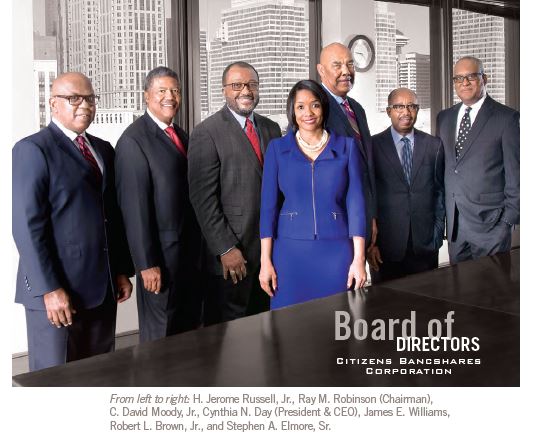 Board of
DIRECTORS
CITIZENS BANCSHARES
CORPORATION
From left to right: H. Jerome Russell, Jr., Ray M. Robinson (Chairman),
C. David Moody, Jr., Cynthia N. Day (President & CEO), James E. Williams,
Robert L. Brown, Jr., and Stephen A. Elmore, Sr.